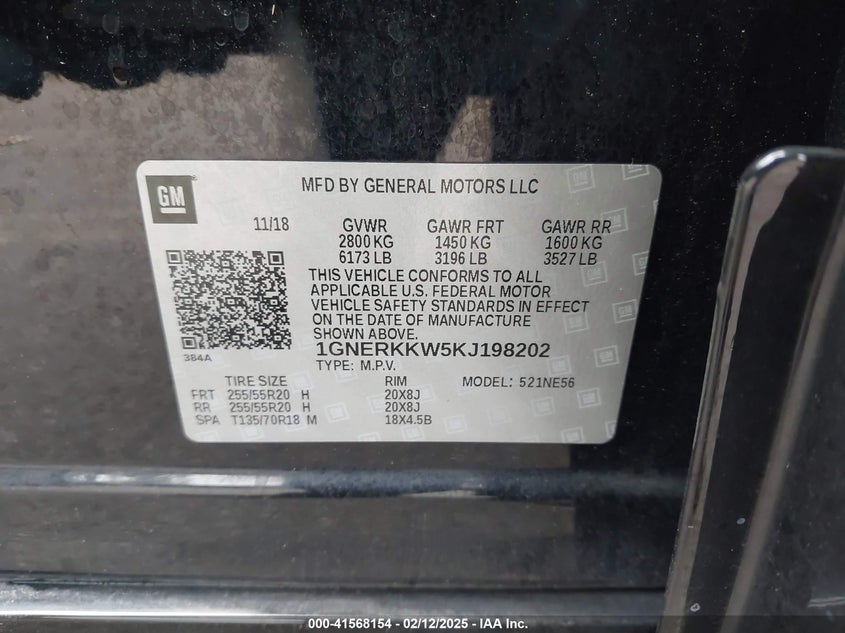 GM
MFD BY GENERAL MOTORS LLC
11/18 GVWR GAWR FRT GAWR RR
2800 KG 1450 KG 1600 KG
6173 LB 3196 LB 3527 LB
THIS VEHICLE CONFORMS TO ALL
APPLICABLE U.S. FEDERAL MOTOR
VEHICLE SAFETY STANDARDS IN EFFECT
ON THE DATE OF MANUFACTURE
SHOWN ABOVE.
384A
1GNERKKW5KJ198202
TYPE: M.P.V.
TIRE SIZE RIM MODEL: 521NE56
FRT 255/55R20 H 20X8J
RR 255/55R20 H 20X8J
SPA T135/70R18 M 18X4.5B
000-41568154 - 02/12/2025 - IAA Inc.